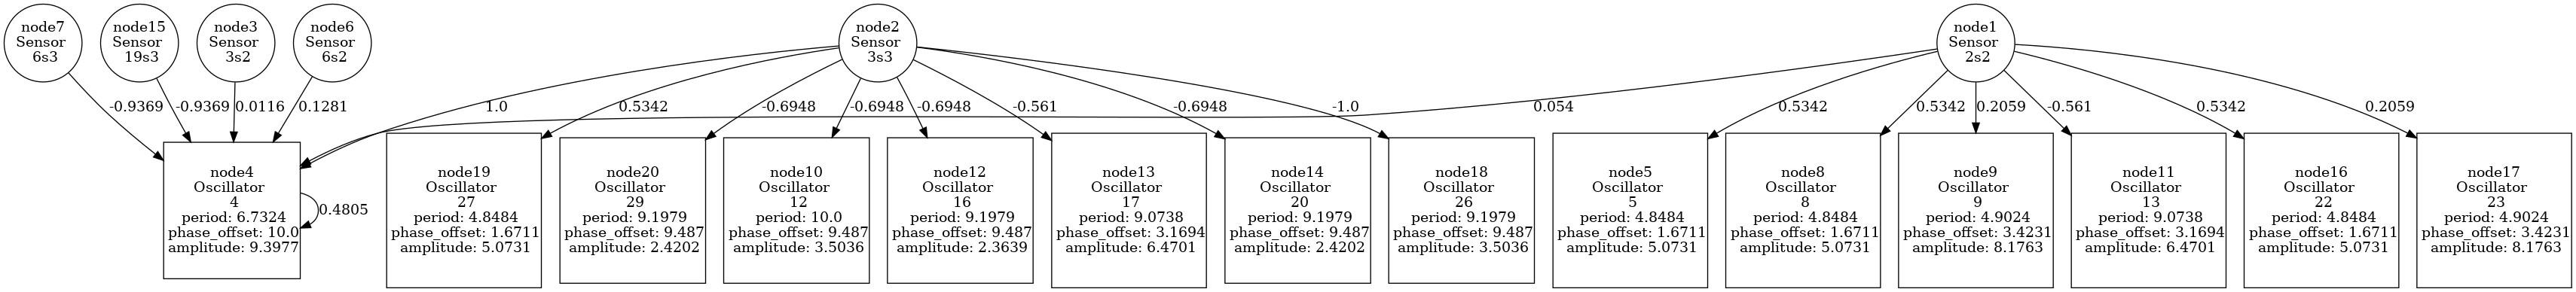 node7
Sensor
6s3
node15
Sensor
19s3
node3
Sensor
3s2
node6
Sensor
6s2
node2
Sensor
3s3
node1
Sensor
2s2
-0.9369
-0.9369
0.0116
0.1281
1.0
0.5342
-0.6948
-0.6948
-0.6948
-0.561
-0.6948
-1.0
0.054
0.5342
0.5342
0.2059
-0.561
0.5342
0.2059
node4
Oscillator
4
period: 6.7324
phase_offset: 10.0
amplitude: 9.3977
0.4805
node19
Oscillator
27
period: 4.8484
phase_offset: 1.6711
amplitude: 5.0731
node20
Oscillator
29
period: 9.1979
phase_offset: 9.487
amplitude: 2.4202
node10
Oscillator
12
period: 10.0
phase_offset: 9.487
amplitude: 3.5036
node12
Oscillator
16
period: 9.1979
phase_offset: 9.487
amplitude: 2.3639
node13
Oscillator
17
period: 9.0738
phase_offset: 3.1694
amplitude: 6.4701
node14
Oscillator
20
period: 9.1979
phase_offset: 9.487
amplitude: 2.4202
node18
Oscillator
26
period: 9.1979
phase_offset: 9.487
amplitude: 3.5036
node5
Oscillator
5
period: 4.8484
phase_offset: 1.6711
amplitude: 5.0731
node8
Oscillator
8
period: 4.8484
phase_offset: 1.6711
amplitude: 5.0731
node9
Oscillator
9
period: 4.9024
phase_offset: 3.4231
amplitude: 8.1763
node11
Oscillator
13
period: 9.0738
phase_offset: 3.1694
amplitude: 6.4701
node16
Oscillator
22
period: 4.8484
phase_offset: 1.6711
amplitude: 5.0731
node17
Oscillator
23
period: 4.9024
phase_offset: 3.4231
amplitude: 8.1763